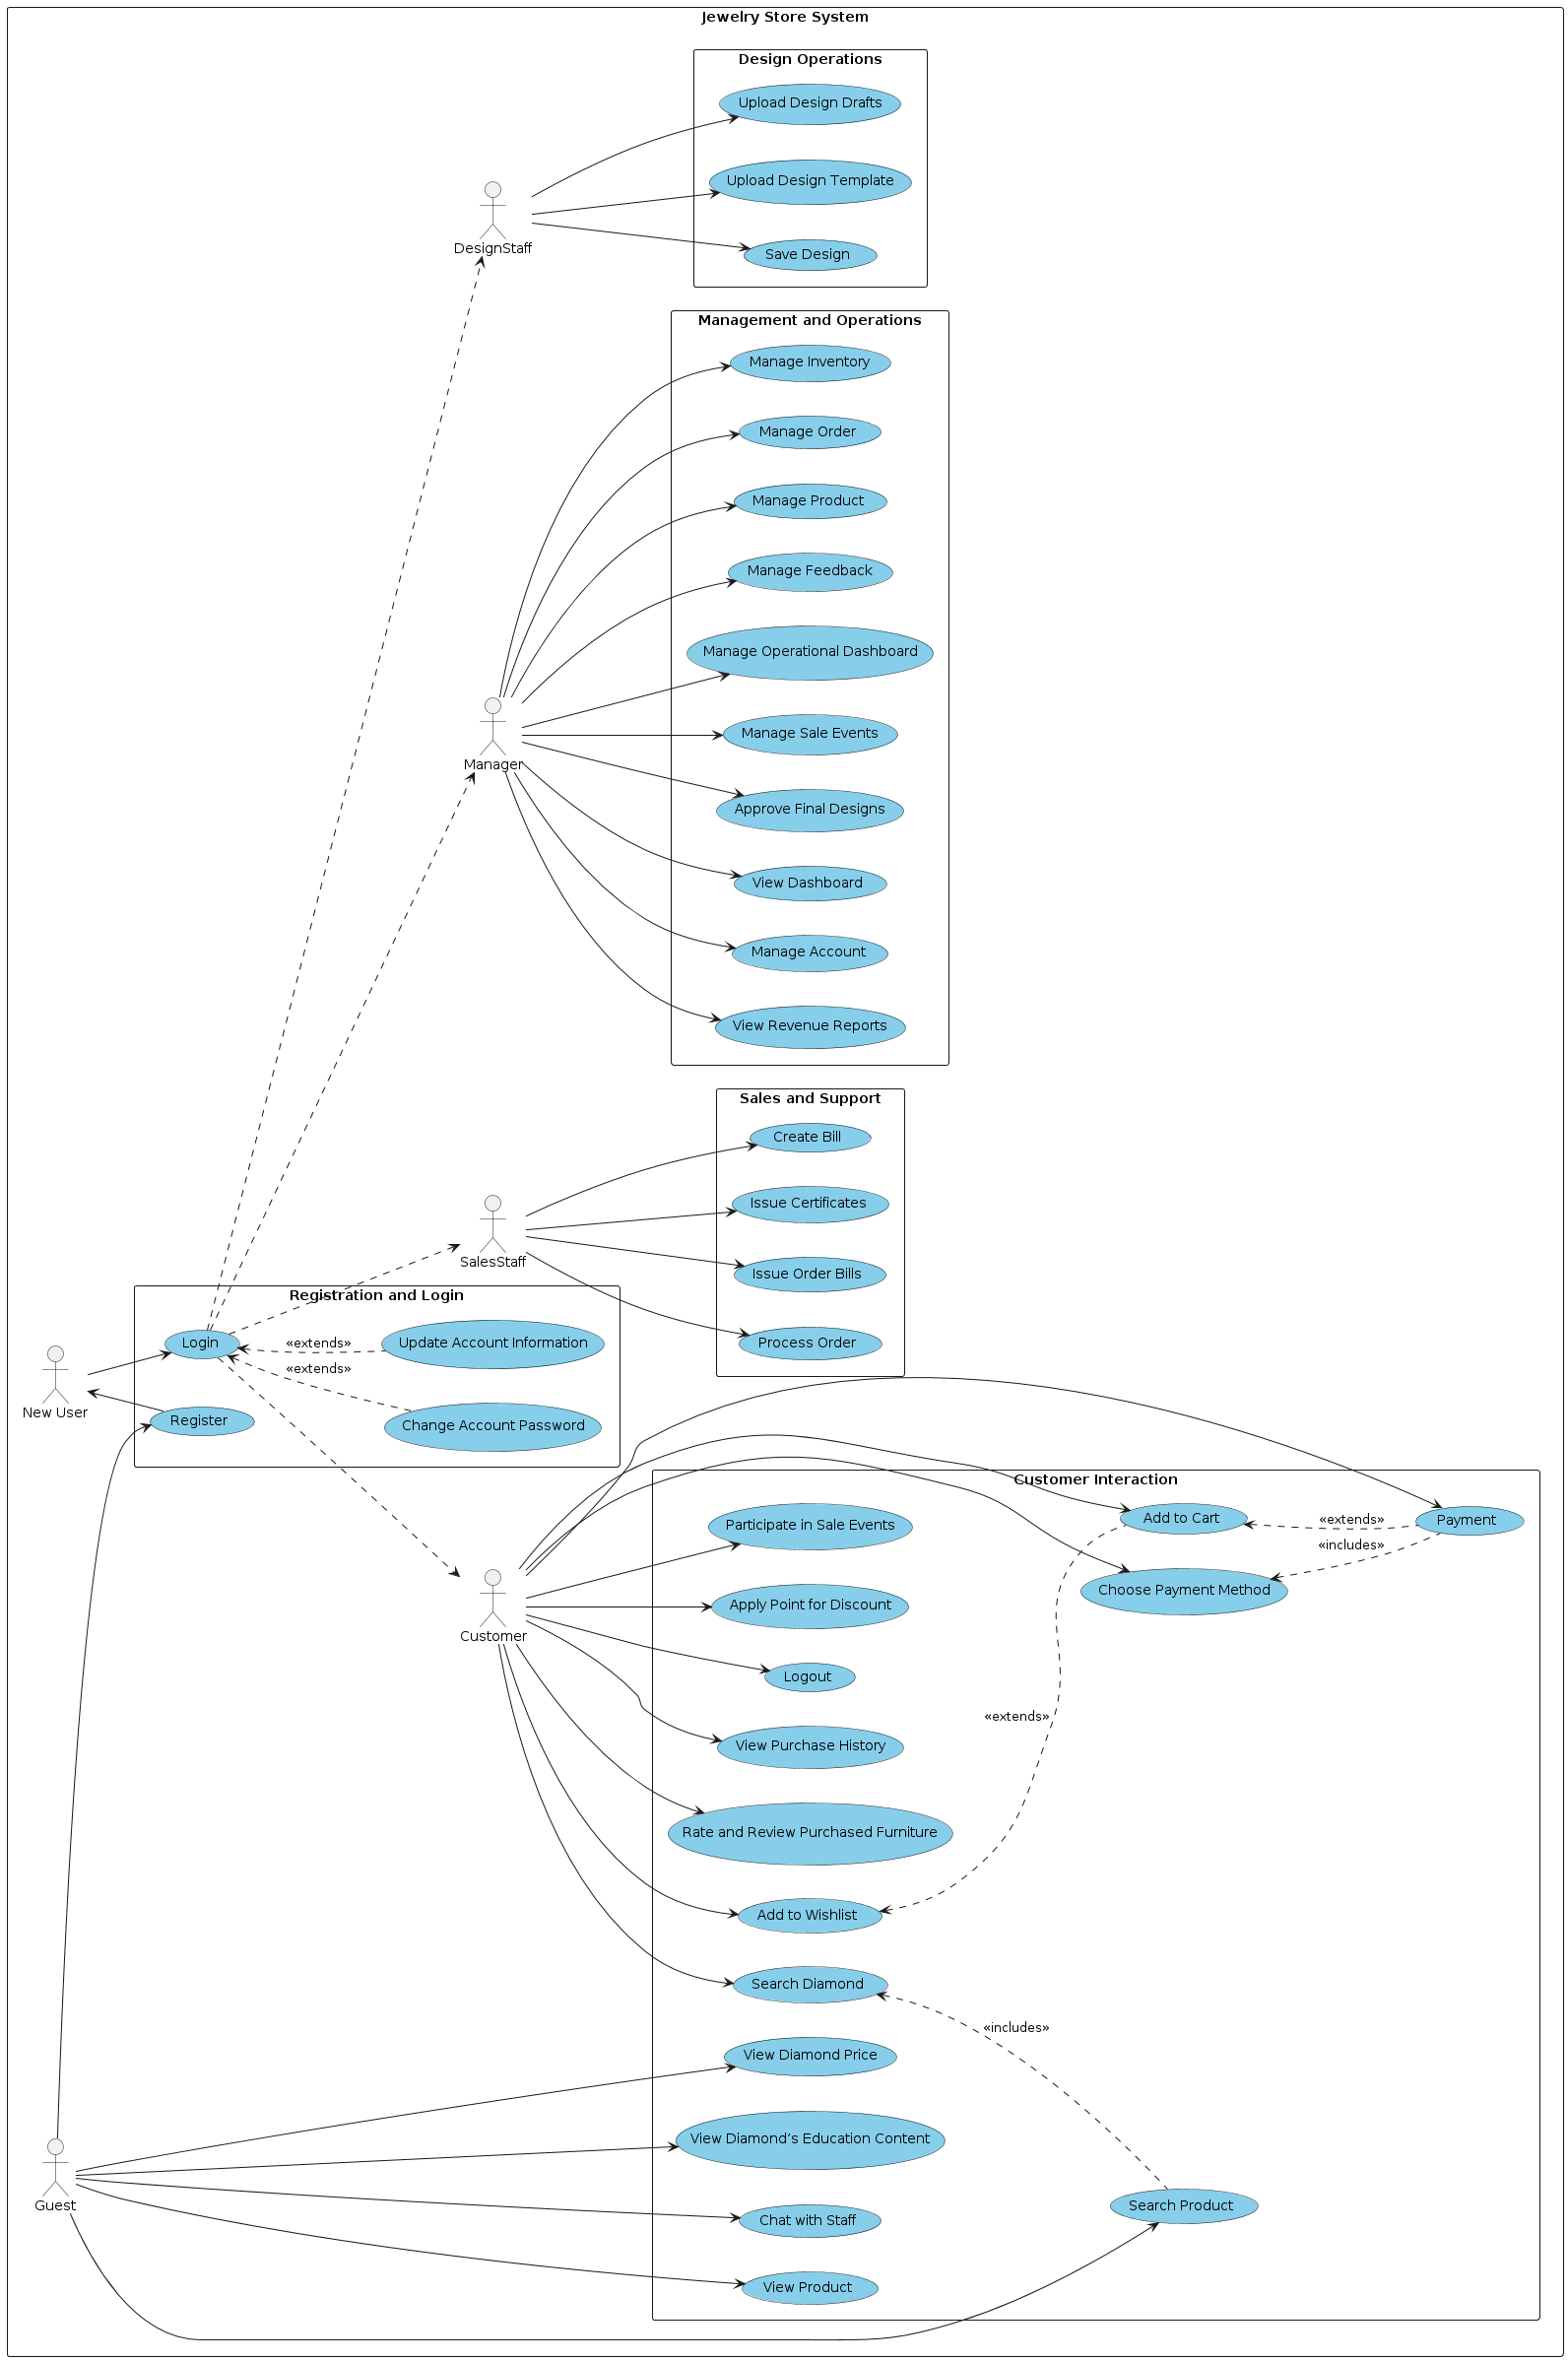 Jewelry Store System
Design Operations
Upload Design Drafts
Upload Design Template
DesignStaff
Save Design
Management and Operations
Manage Inventory
Manage Order
Manage Product
Manage Feedback
Manage Operational Dashboard
Manage Sale Events
Manager
Approve Final Designs
View Dashboard
Manage Account
View Revenue Reports
Sales and Support
Create Bill
Issue Certificates
SalesStaff
Issue Order Bills
Process Order
Registration and Login
Login
«extends»
Update Account Information
«extends»
New User
Register
Change Account Password
Customer Interaction
Participate in Sale Events
Add to Cart
«extends»
Payment
«includes»
Choose Payment Method
Apply Point for Discount
Customer
Logout
«extends»
View Purchase History
Rate and Review Purchased Furniture
Add to Wishlist
Search Diamond
«includes»
View Diamond Price
View Diamond’s Education Content
Guest
Search Product
Chat with Staff
View Product